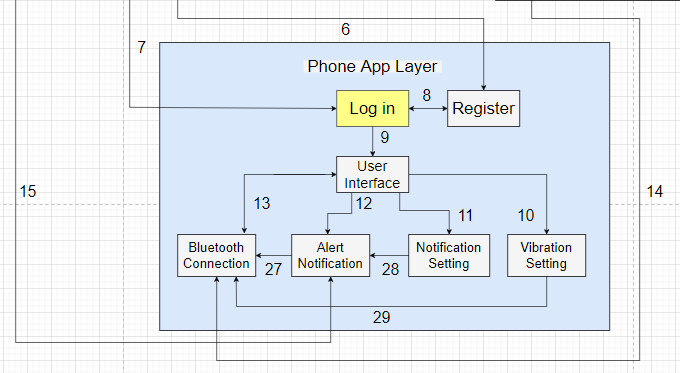 6
7
Phone App Layer
Log in
8
Register
9
User
Interface
15
13
12
11
10
14
Bluetooth
Connection
27
Alert
Notification
28
Notification
Setting
Vibration
Setting
29